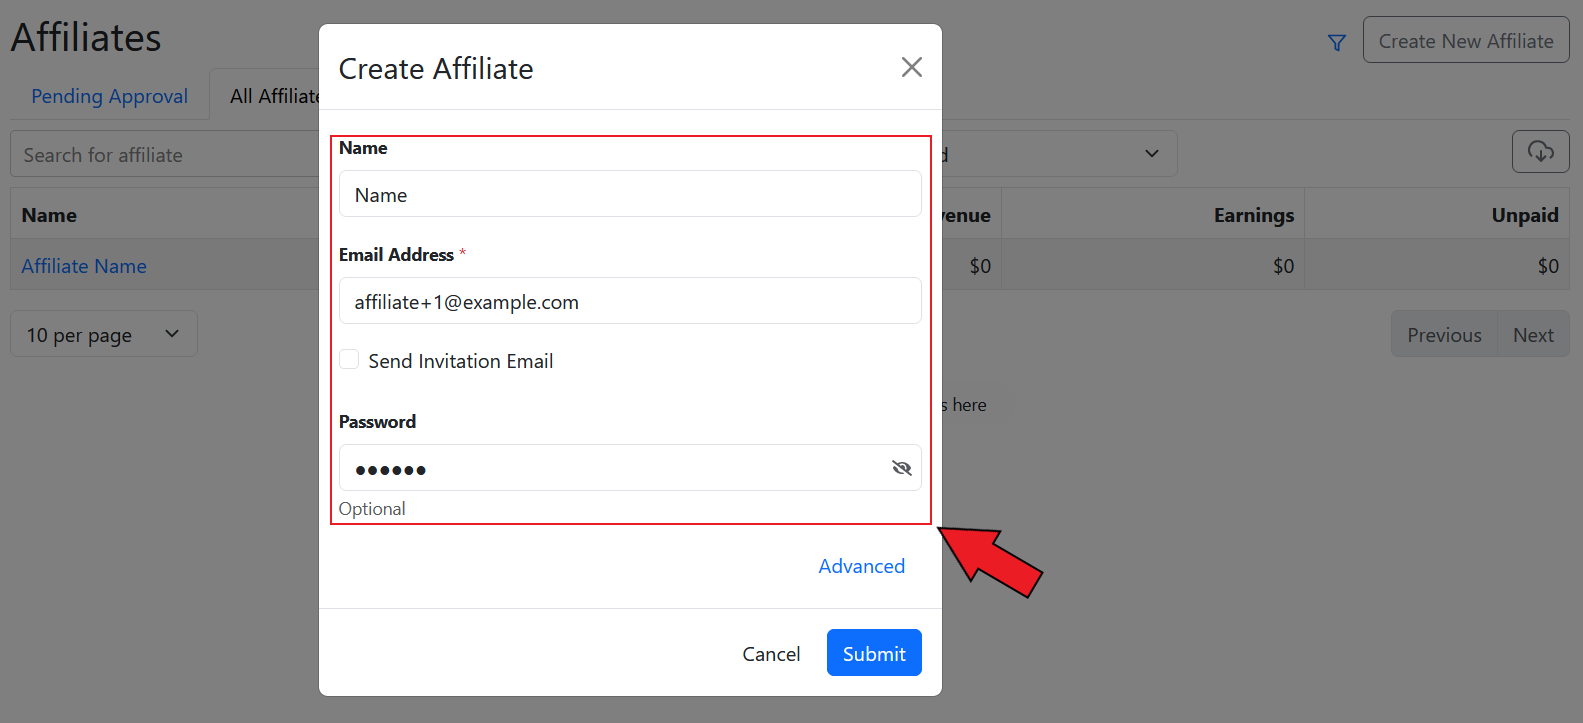 Affiliates
Create New Affiliate
Pending Approval
All Affiliate
Search for affiliate
Name
enue
Earnings
Unpaid
Affiliate Name
$0
$0
$0
10 per page
Previous
Next
s here
Create Affiliate
Name
Name
Email Address *
affiliate+1@example.com
Send Invitation Email
Password
●●●●●●
Optional
Advanced
Cancel
Submit